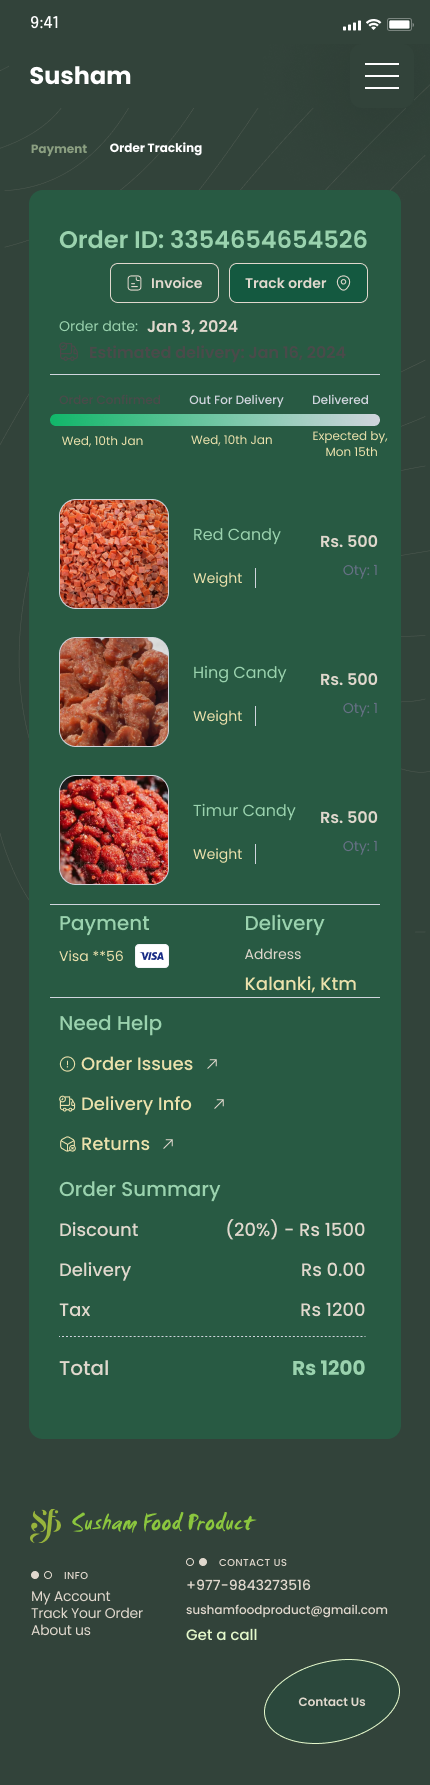 9:41
Susham
Payment Order Tracking
Order ID: 3354654654526
Invoice Track order
Order date: Jan 3, 2024
Estimated delivery: Jan 16, 2024
Out For Delivery Delivered
Wed, 10th Jan Wed, 10th Jan Expected by,
Mon 15th
Red Candy
Rs. 500
Qty: 1
Weight
Hing Candy
Rs. 500
Qty: 1
Weight
Timur Candy
Rs. 500
Qty: 1
Weight
Payment Delivery
Visa **56 VISA Address
Kalanki, Ktm
Need Help
Order Issues
Delivery Info
Returns
Order Summary
Discount (20%) - Rs 1500
Delivery Rs 0.00
Tax Rs 1200
Total Rs 1200
Susham Food Product
INFO
My Account
Track Your Order
About us
CONTACT US
+977-9843273516
sushamfoodproduct@gmail.com
Get a call
Contact Us